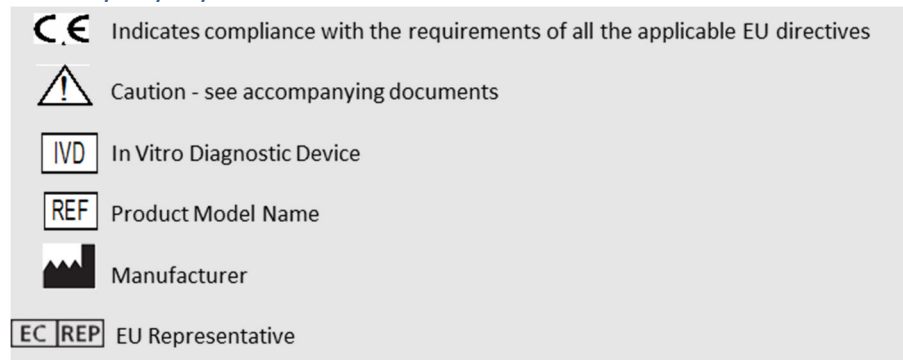 CE Indicates compliance with the requirements of all the applicable EU directives
! Caution - see accompanying documents
IVD In Vitro Diagnostic Device
REF Product Model Name
Manufacturer
EC REP EU Representative